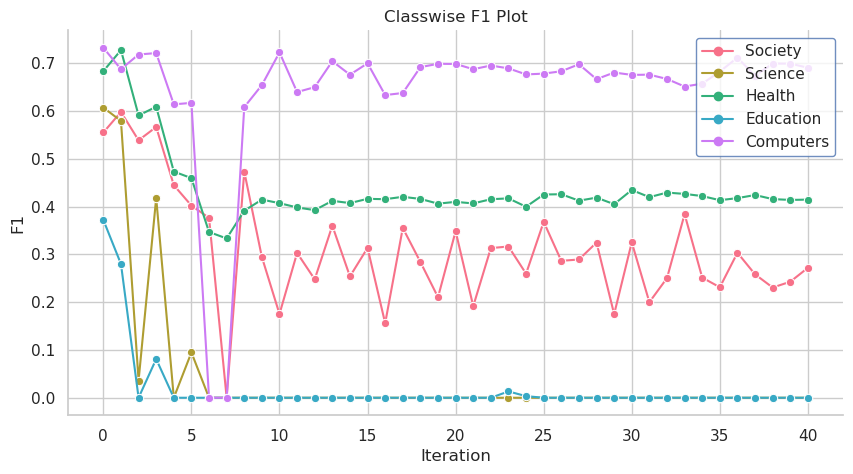 Classwise F1 Plot
F1
0.7
0.6
0.5
0.4
0.3
0.2
0.1
0.0
0 5 10 15 20 25 30 35 40
Iteration
Society
Science
Health
Education
Computers